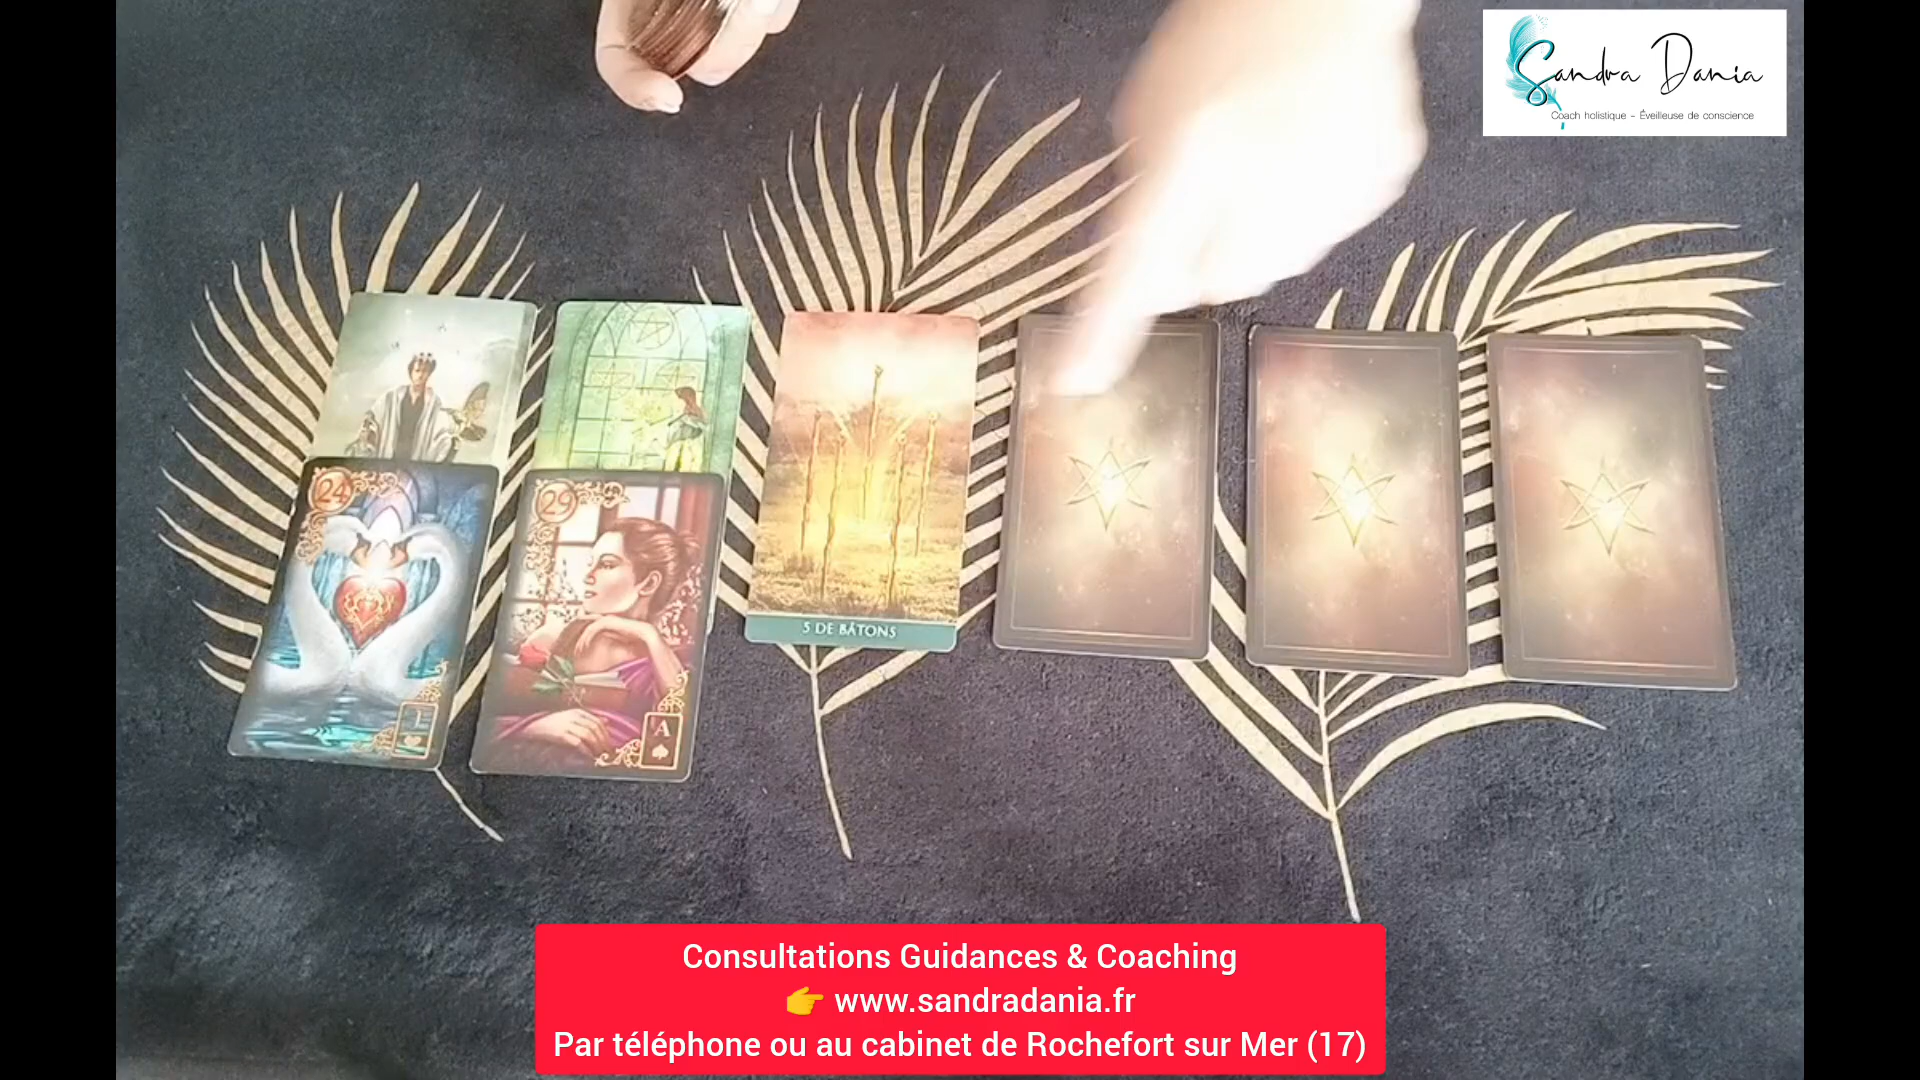 Sandra Dania
Coach holistique - Éveilleuse de conscience
24
29
5 DE BÂTONS
A
Consultations Guidances & Coaching
👉 www.sandradania.fr
Par téléphone ou au cabinet de Rochefort sur Mer (17)